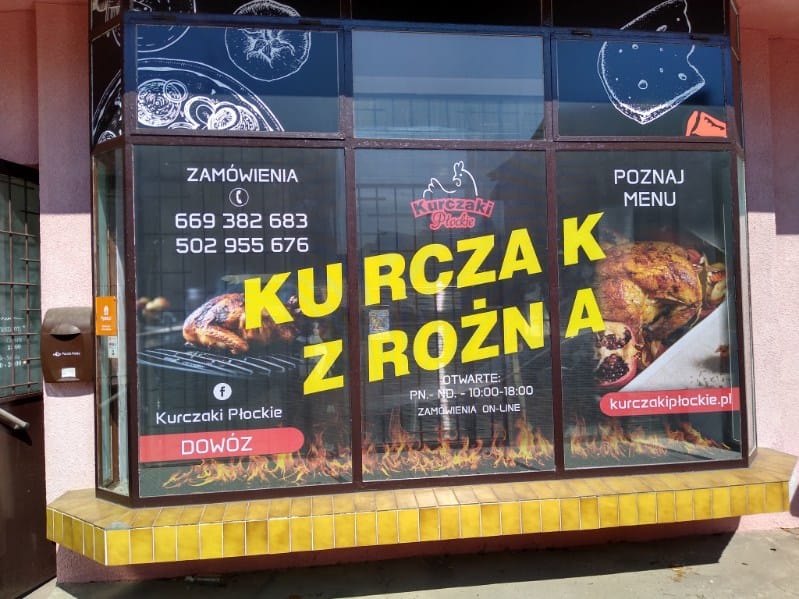 ZAMÓWIENIA
669 382 683
502 955 676
Kurczaki
Płockie
POZNAJ
MENU
KURCZAK
Z ROŻNA
OTWARTE:
PN.- ND. - 10:00-18:00
ZAMÓWIENIA ON-LINE
f
Kurczaki Płockie
DOWÓZ
kurczakipłockie.pl